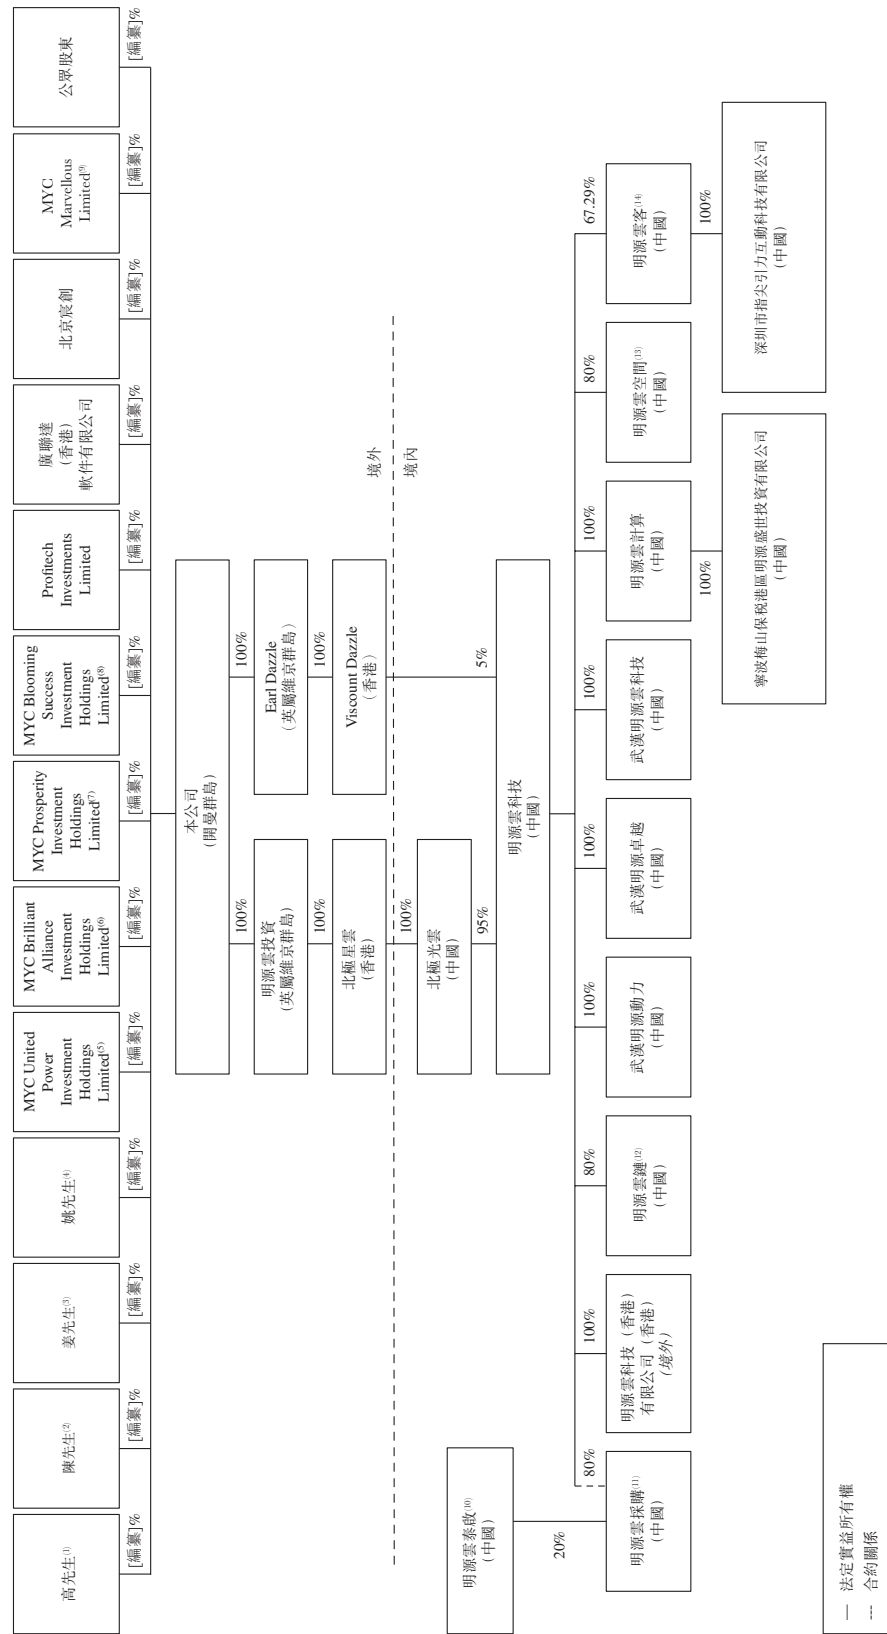 高先生(1)
陳先生(2)
姜先生(3)
姚先生(4)
MYC United
Power
Investment
Holdings
Limited(5)
MYC Brilliant
Alliance
Investment
Holdings
Limited(6)
MYC Prosperity
Investment
Holdings
Limited(7)
MYC Blooming
Success
Investment
Holdings
Limited(8)
Profitech
Investments
Limited
廣聯達
(香港)
軟件有限公司
北京宸創
MYC
Marvellous
Limited(9)
公眾股東
[編纂]%
[編纂]%
[編纂]%
[編纂]%
[編纂]%
[編纂]%
[編纂]%
[編纂]%
[編纂]%
[編纂]%
[編纂]%
[編纂]%
[編纂]%
本公司
(開曼群島)
100%
100%
明源雲投資
(英屬維京群島)
Earl Dazzle
(英屬維京群島)
100%
100%
北極星雲
(香港)
Viscount Dazzle
(香港)
境外
境內
100%
北極光雲
(中國)
95%
5%
明源雲泰啟(10)
(中國)
明源雲科技
(中國)
20%
80%
100%
80%
100%
100%
100%
100%
80%
67.29%
明源雲採購(11)
(中國)
明源雲科技(香港)
有限公司(香港)
(境外)
明源雲鏈(12)
(中國)
武漢明源動力
(中國)
武漢明源卓越
(中國)
武漢明源雲科技
(中國)
明源雲計算
(中國)
明源雲空間(13)
(中國)
明源雲客(14)
(中國)
100%
100%
寧波梅山保稅港區明源盛世投資有限公司
(中國)
深圳市指尖引力互動科技有限公司
(中國)
— 法定實益所有權
--- 合約關係